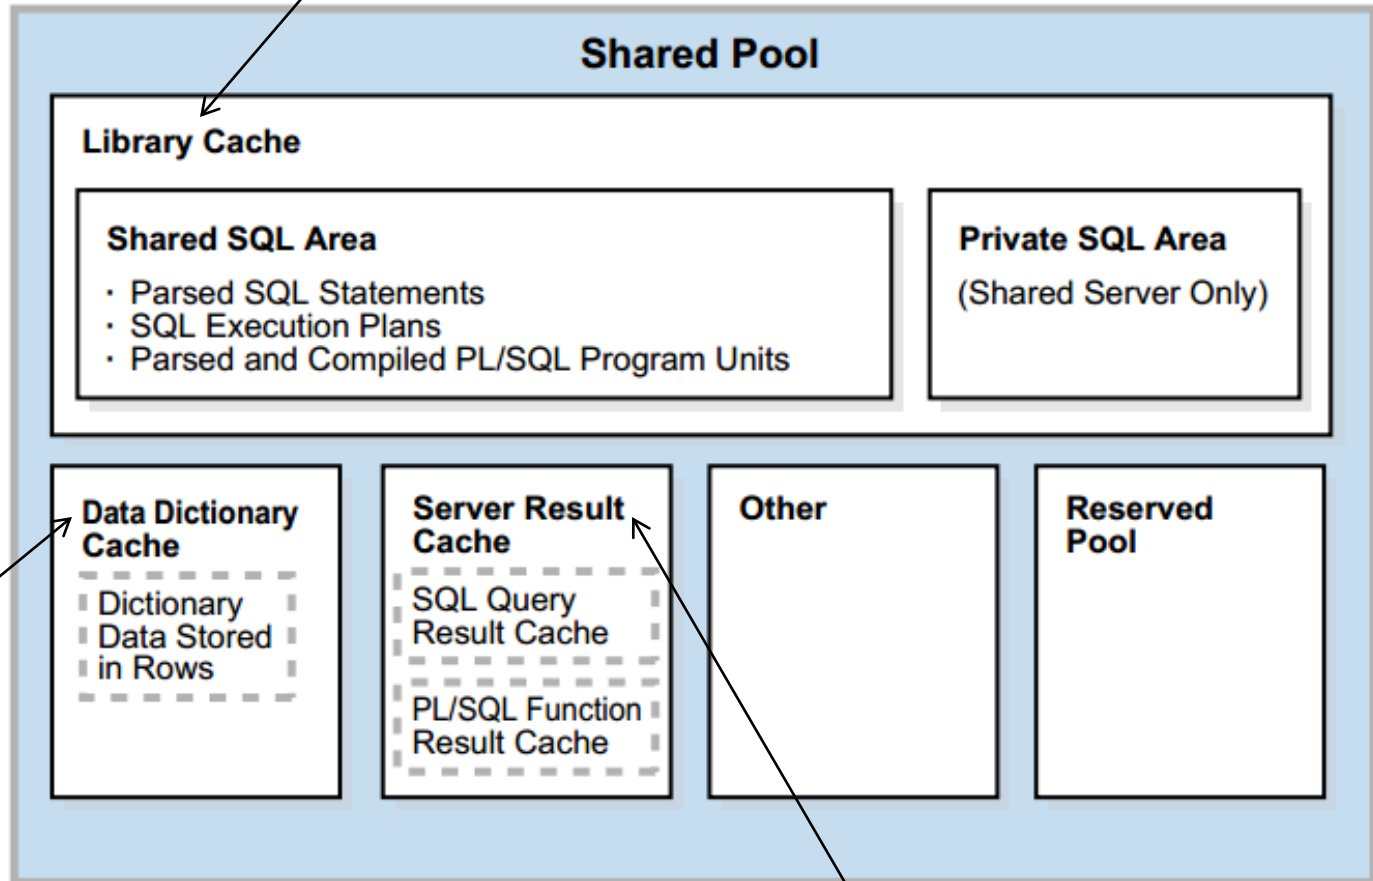 Shared Pool
Library Cache
Shared SQL Area
· Parsed SQL Statements
· SQL Execution Plans
· Parsed and Compiled PL/SQL Program Units
Private SQL Area
(Shared Server Only)
Data Dictionary
Cache
Dictionary
Data Stored
in Rows
Server Result
Cache
SQL Query
Result Cache
PL/SQL Function
Result Cache
Other
Reserved
Pool